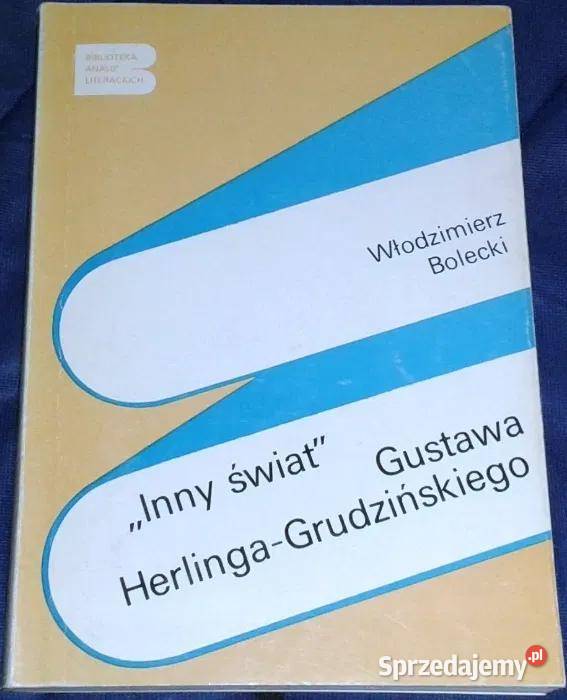 BIBLIOTEKA
ANALIZ
LITERACKICH
Włodzimierz
Bolecki
„Inny świat” Gustawa
Herlinga-Grudzińskiego
Sprzedajemy.pl